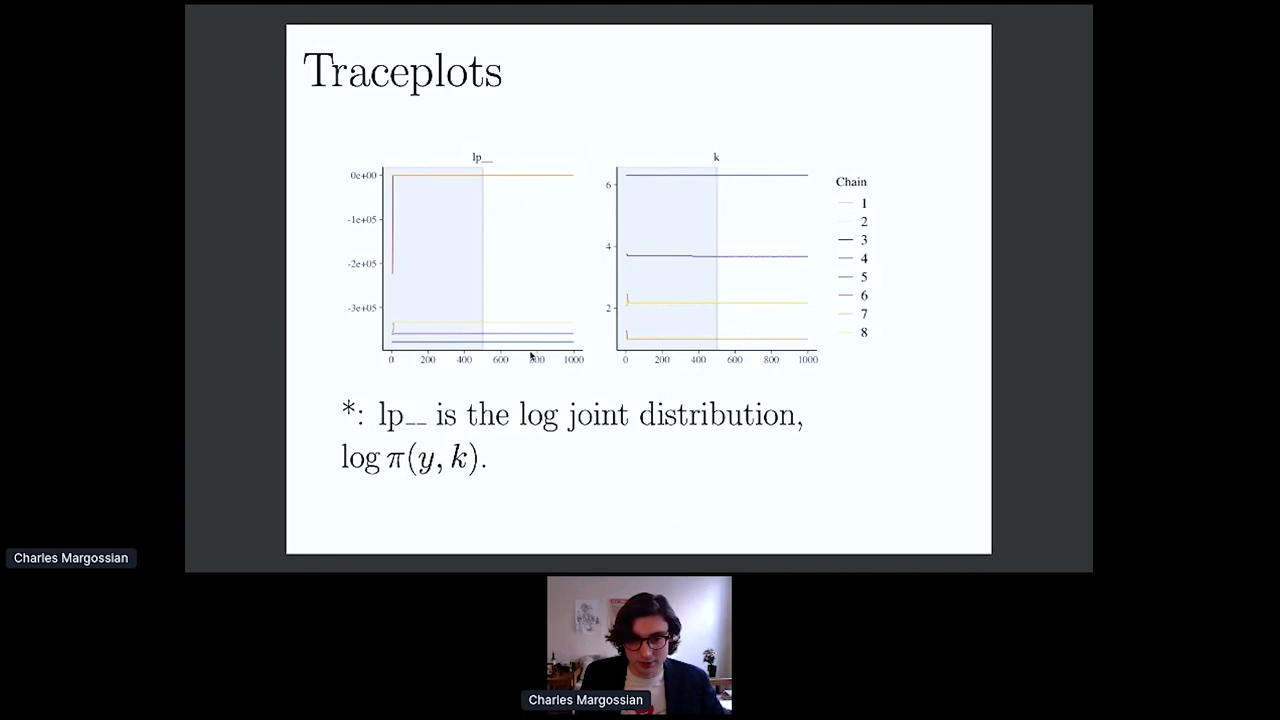 Traceplots
lp__
k
0e+00
-1e+05
-2e+05
-3e+05
0 200 400 600 800 1000
6
4
2
0 200 400 600 800 1000
Chain
1
2
3
4
5
6
7
8
*: lp__ is the log joint distribution,
log π(y, k).
Charles Margossian
Charles Margossian